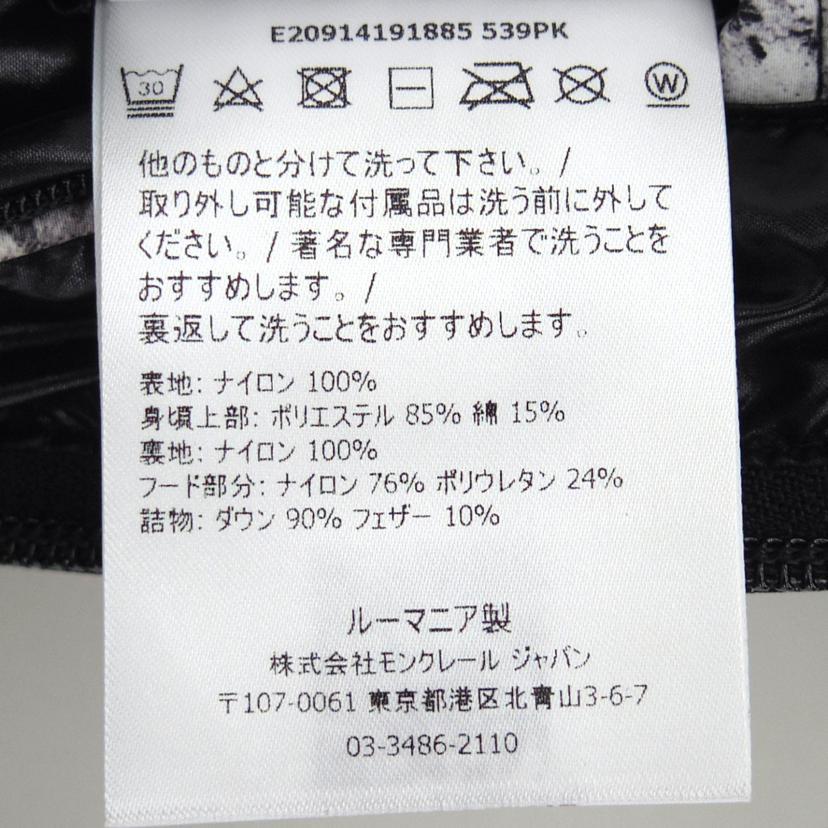 E20914191885 539PK
30
W
他のものと分けて洗って下さい。/
取り外し可能な付属品は洗う前に外して
ください。/ 著名な専門業者で洗うことを
おすすめします。/
裏返して洗うことをおすすめします。
表地: ナイロン 100%
身頃上部: ポリエステル 85% 綿 15%
裏地: ナイロン 100%
フード部分: ナイロン 76% ポリウレタン 24%
詰物: ダウン 90% フェザー 10%
ルーマニア製
株式会社モンクレール ジャパン
〒107-0061 東京都港区北青山3-6-7
03-3486-2110